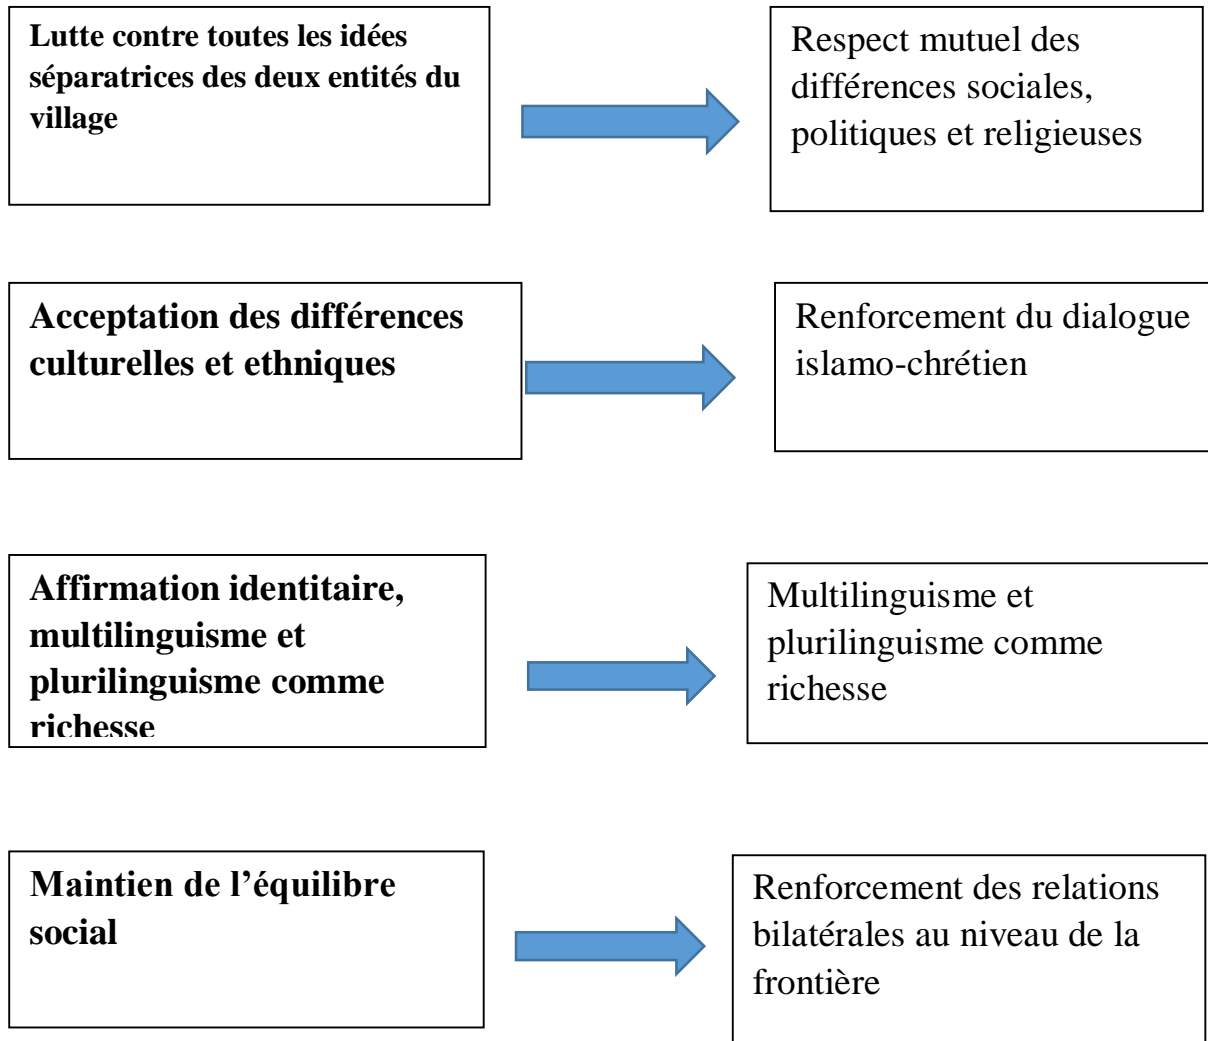 Lutte contre toutes les idées
séparatrices des deux entités du
village
Respect mutuel des
différences sociales,
politiques et religieuses
Acceptation des différences
culturelles et ethniques
Renforcement du dialogue
islamo-chrétien
Affirmation identitaire,
multilinguisme et
plurilinguisme comme
richesse
Multilinguisme et
plurilinguisme comme
richesse
Maintien de l’équilibre
social
Renforcement des relations
bilatérales au niveau de la
frontière